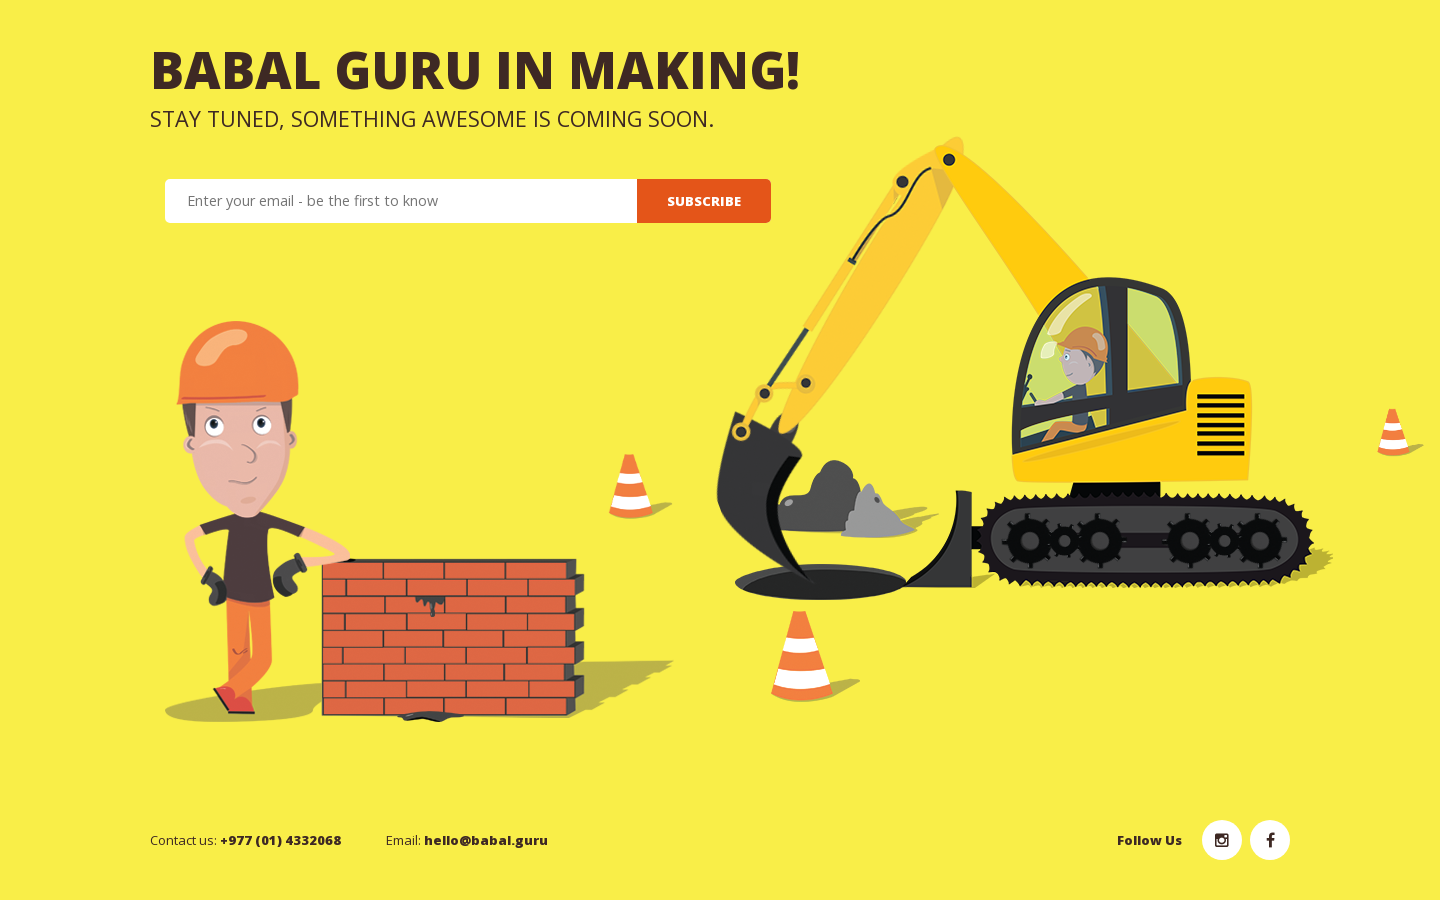 BABAL GURU IN MAKING!
STAY TUNED, SOMETHING AWESOME IS COMING SOON.
Enter your email - be the first to know
SUBSCRIBE
Contact us: +977 (01) 4332068
Email: hello@babal.guru
Follow Us